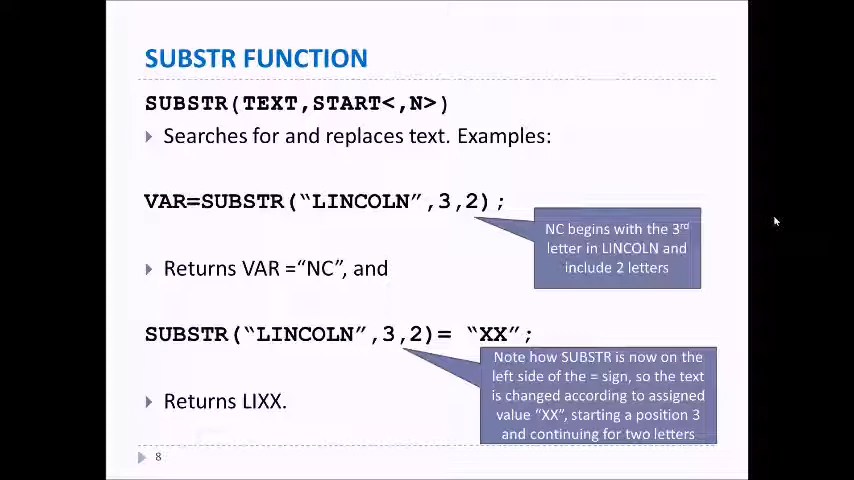 SUBSTR FUNCTION
SUBSTR(TEXT,START<,N>)
Searches for and replaces text. Examples:
VAR=SUBSTR(“LINCOLN”,3,2);
NC begins with the 3rd
letter in LINCOLN and
include 2 letters
Returns VAR =“NC”, and
SUBSTR(“LINCOLN”,3,2)= “XX”;
Note how SUBSTR is now on the
left side of the = sign, so the text
is changed according to assigned
value “XX”, starting a position 3
and continuing for two letters
Returns LIXX.
8